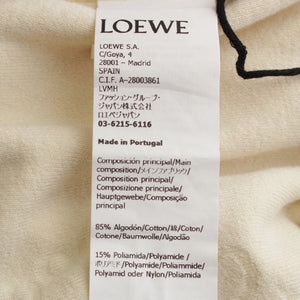 LOEWE
LOEWE S.A.
C/Goya, 4
28001 – Madrid
SPAIN
C.I.F. A-28003861
LVMH
ファッション・グループ・
ジャパン株式会社
ロエベジャパン
03-6215-6116
Made in Portugal
Composición principal/Main
composition/メインファブリック/
Composition principal/
Composizione principale/
Hauptgewebe/Composição
principal
85% Algodón/Cotton/綿/Coton/
Cotone/Baumwolle/Algodão
15% Poliamida/Polyamide/
ポリアミド/Polyamide/Poliammide/
Polyamid oder Nylon/Poliamida